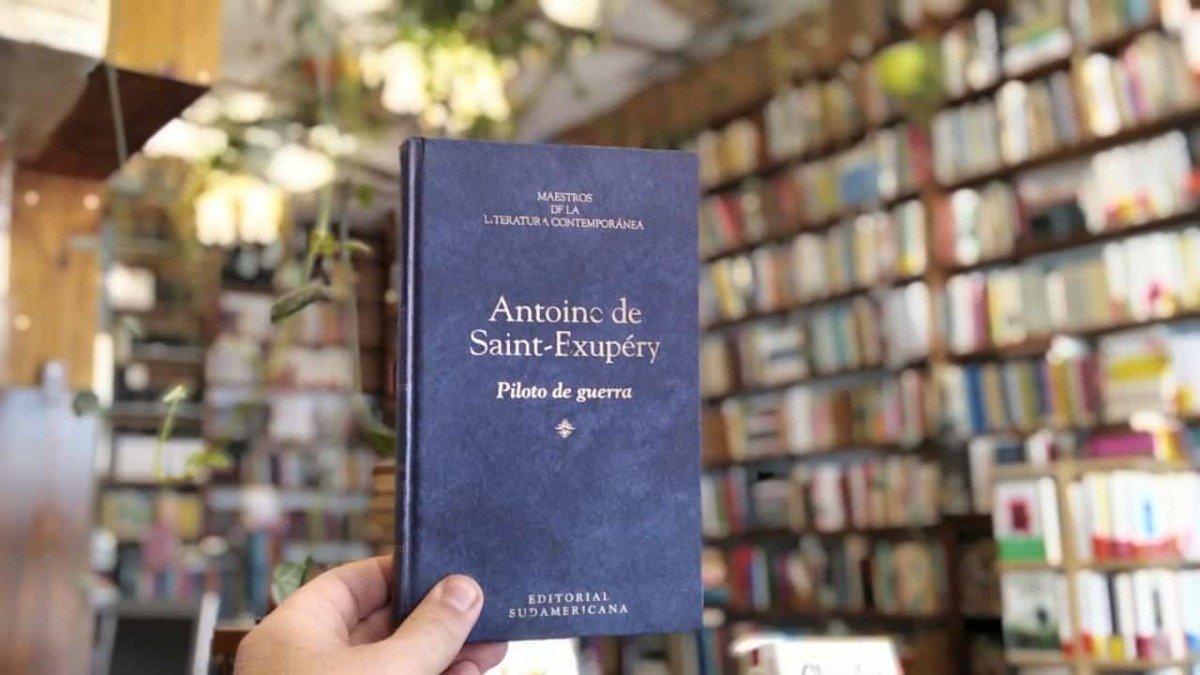 MAESTROS
DE LA
LITERATURA CONTEMPORÁNEA
Antoine de
Saint-Exupéry
Piloto de guerra
EDITORIAL
SUDAMERICANA